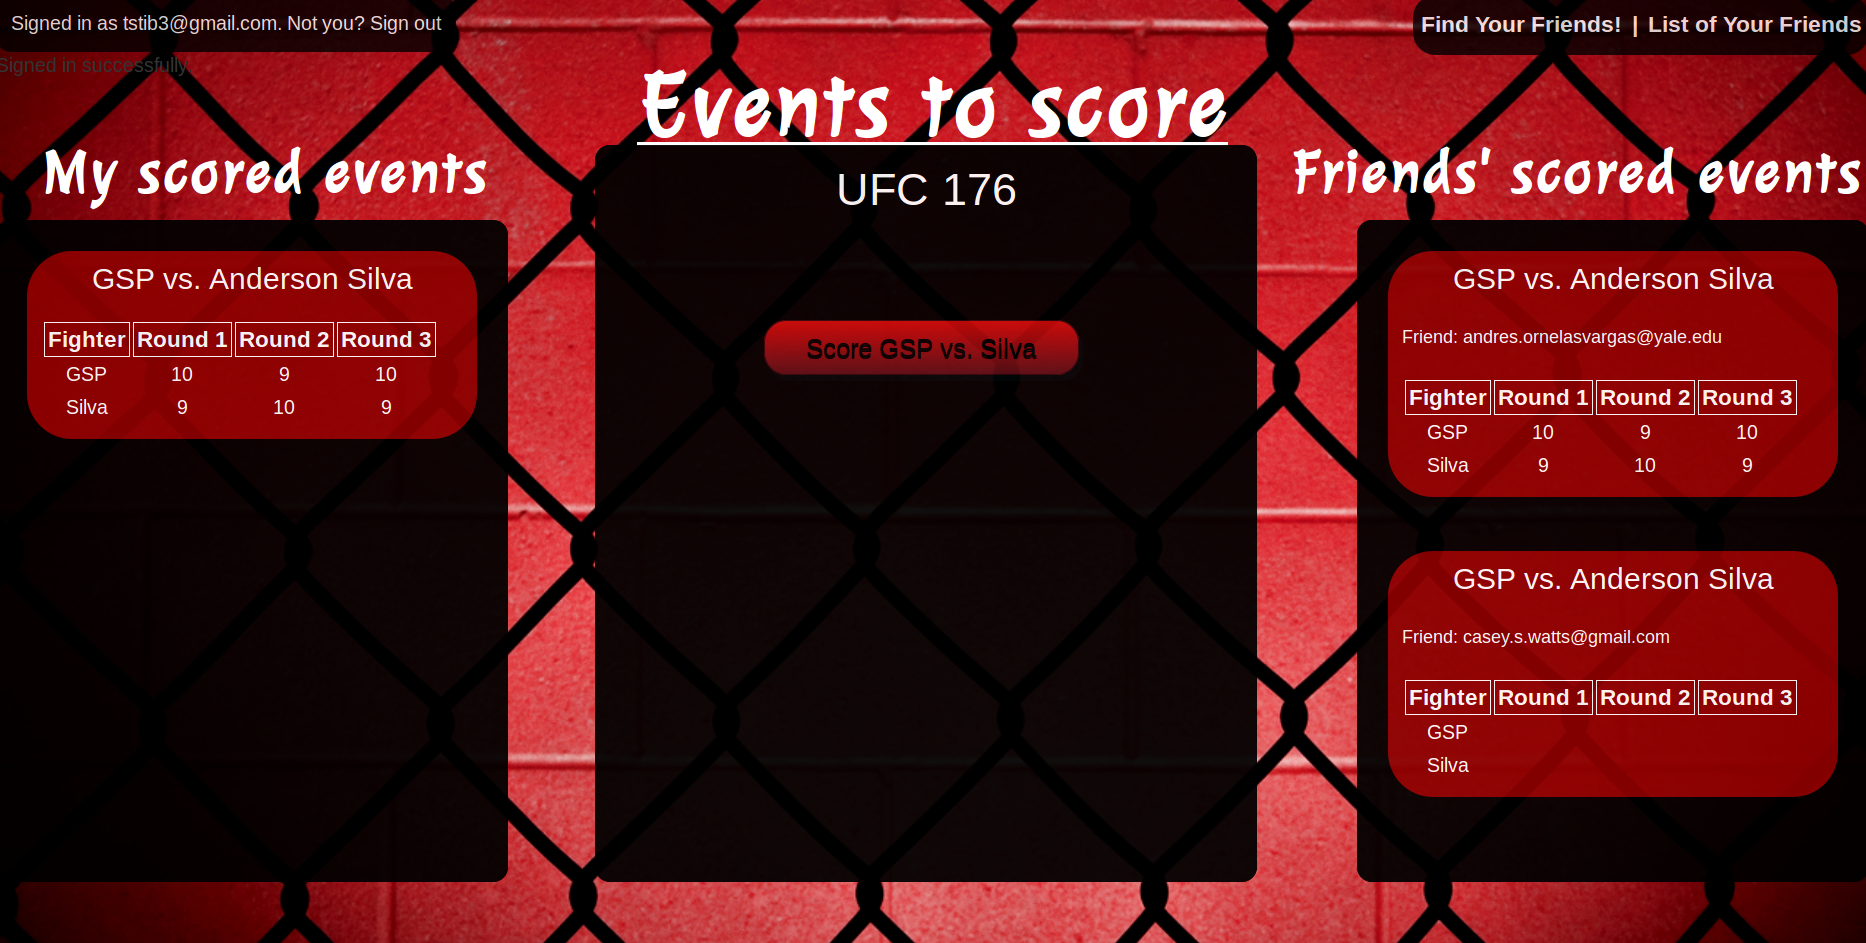 Signed in as tstib3@gmail.com. Not you? Sign out
Find Your Friends! | List of Your Friends
Signed in successfully.
Events to score
My scored events
GSP vs. Anderson Silva
Fighter Round 1 Round 2 Round 3
GSP 10 9 10
Silva 9 10 9
UFC 176
Score GSP vs. Silva
Friends' scored events
GSP vs. Anderson Silva
Friend: andres.ornelasvargas@yale.edu
Fighter Round 1 Round 2 Round 3
GSP 10 9 10
Silva 9 10 9
GSP vs. Anderson Silva
Friend: casey.s.watts@gmail.com
Fighter Round 1 Round 2 Round 3
GSP
Silva